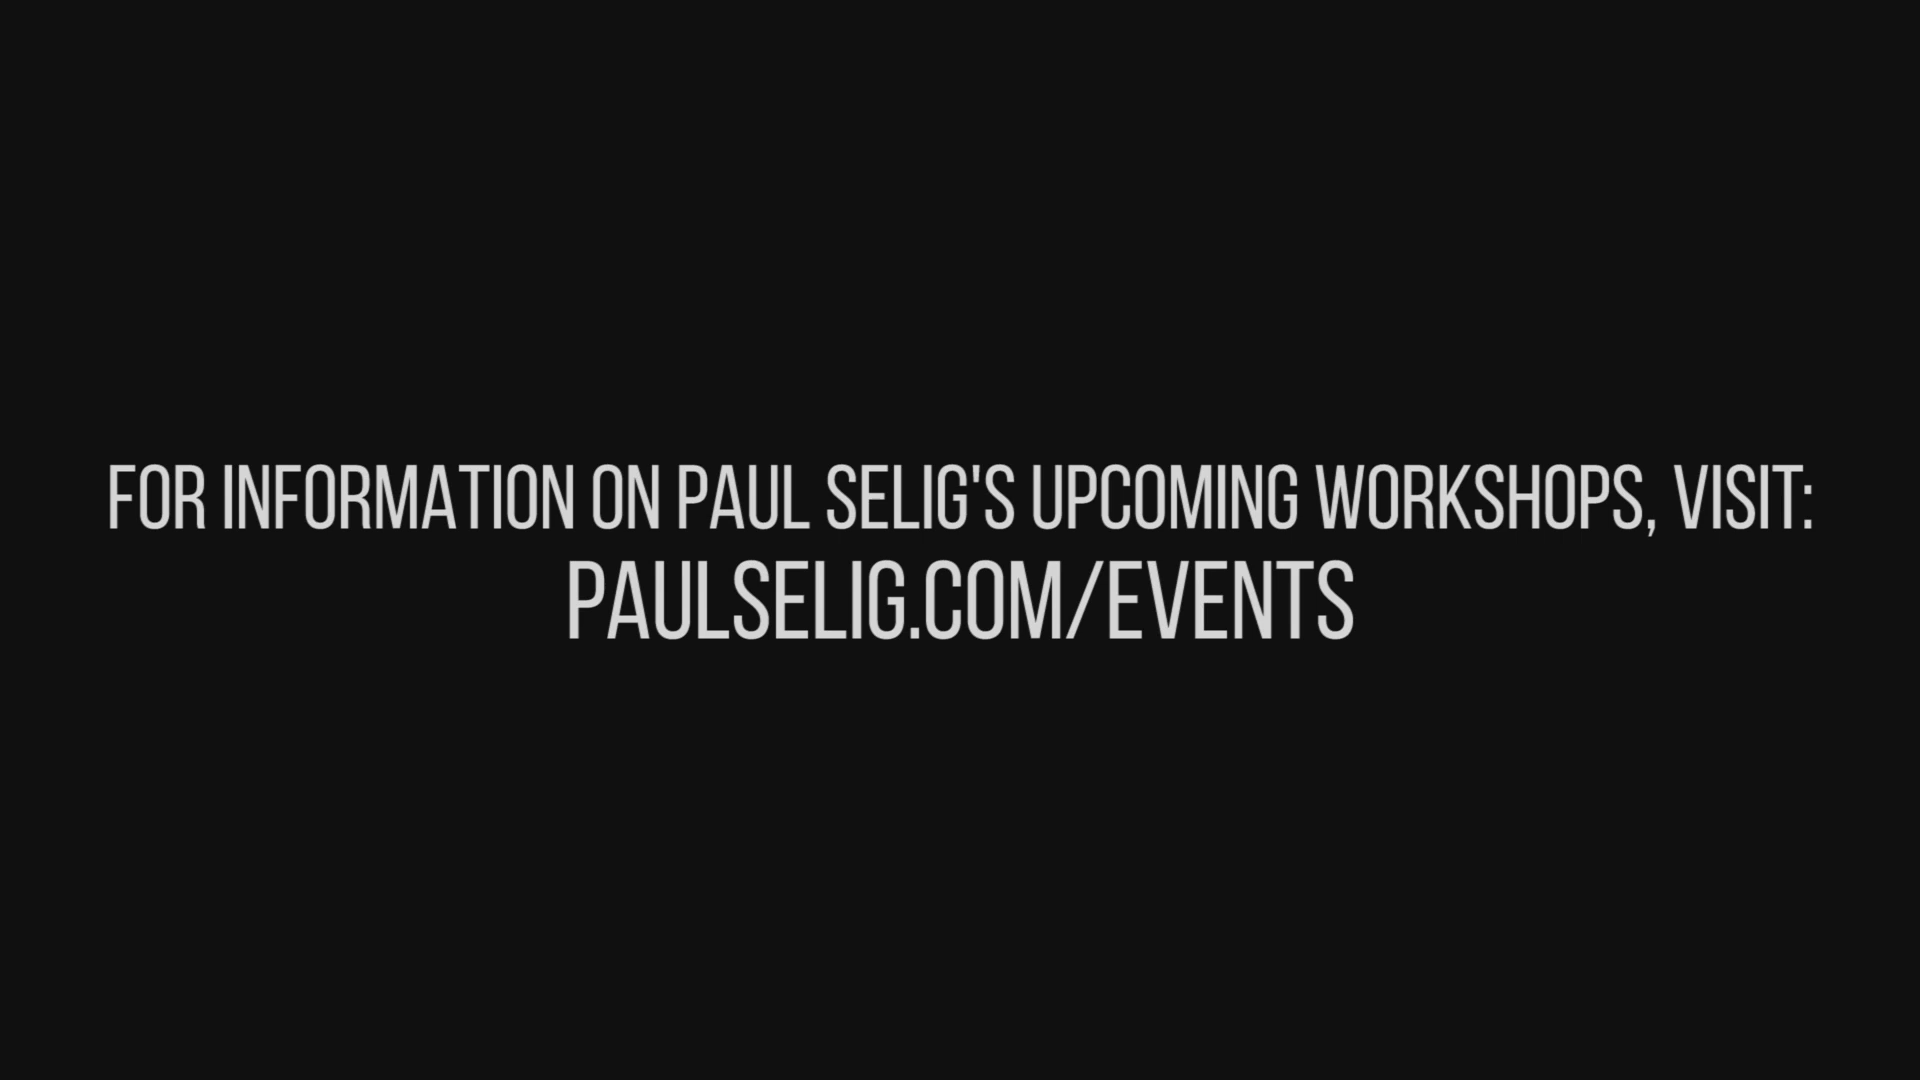 FOR INFORMATION ON PAUL SELIG'S UPCOMING WORKSHOPS, VISIT:
PAULSELIG.COM/EVENTS